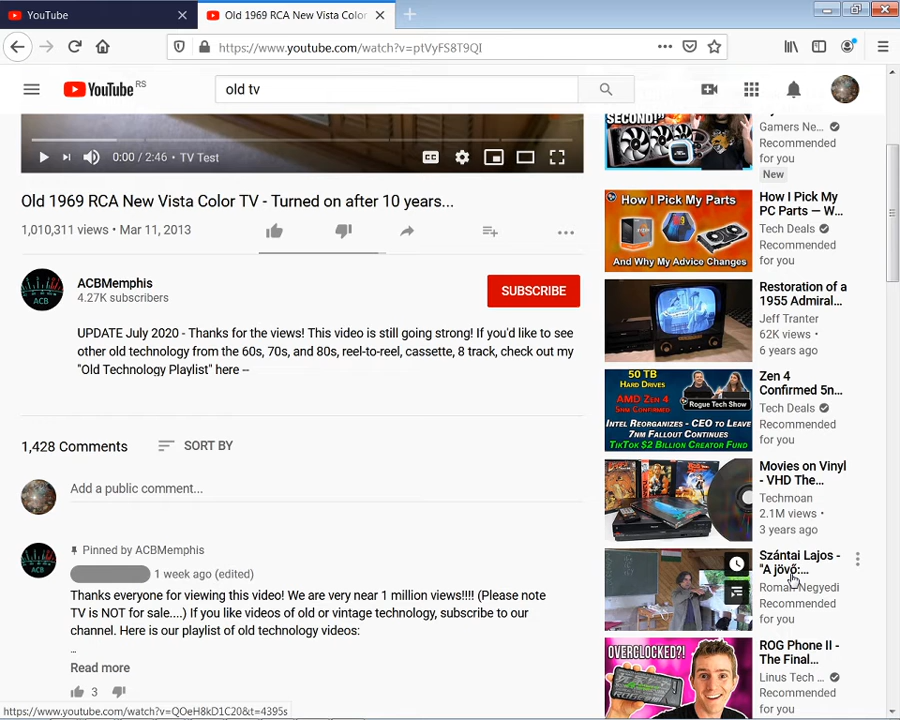 YouTube
Old 1969 RCA New Vista Color
https://www.youtube.com/watch?v=ptVyFS8T9QI
YouTube RS
old tv
0:00 / 2:46 • TV Test
CC
Old 1969 RCA New Vista Color TV - Turned on after 10 years...
1,010,311 views • Mar 11, 2013
ACB
ACBMemphis
4.27K subscribers
SUBSCRIBE
UPDATE July 2020 - Thanks for the views! This video is still going strong! If you'd like to see
other old technology from the 60s, 70s, and 80s, reel-to-reel, cassette, 8 track, check out my
"Old Technology Playlist" here --
1,428 Comments
SORT BY
Add a public comment...
ACB
Pinned by ACBMemphis
1 week ago (edited)
Thanks everyone for viewing this video! We are very near 1 million views!!!! (Please note
TV is NOT for sale....) If you like videos of old or vintage technology, subscribe to our
channel. Here is our playlist of old technology videos:
...
Read more
3
https://www.youtube.com/watch?v=QOeH8kD1C20&t=4395s
SECOND!"
Gamers Ne...
Recommended
for you
New
How I Pick My Parts
And Why My Advice Changes
How I Pick My
PC Parts — W...
Tech Deals
Recommended
for you
Restoration of a
1955 Admiral...
Jeff Tranter
62K views •
6 years ago
50 TB
HARD DRIVES
AMD ZEN 4
5NM CONFIRMED
Rogue Tech Show
INTEL REORGANIZES - CEO TO LEAVE
7NM FALLOUT CONTINUES
TIKTOK $2 BILLION CREATOR FUND
Zen 4
Confirmed 5n...
Tech Deals
Recommended
for you
Movies on Vinyl
- VHD The...
Techmoan
2.1M views •
3 years ago
Szántai Lajos -
"A jövő:...
Roman Negyedi
Recommended
for you
OVERCLOCKED?!
ROG Phone II -
The Final...
Linus Tech ...
Recommended
for you